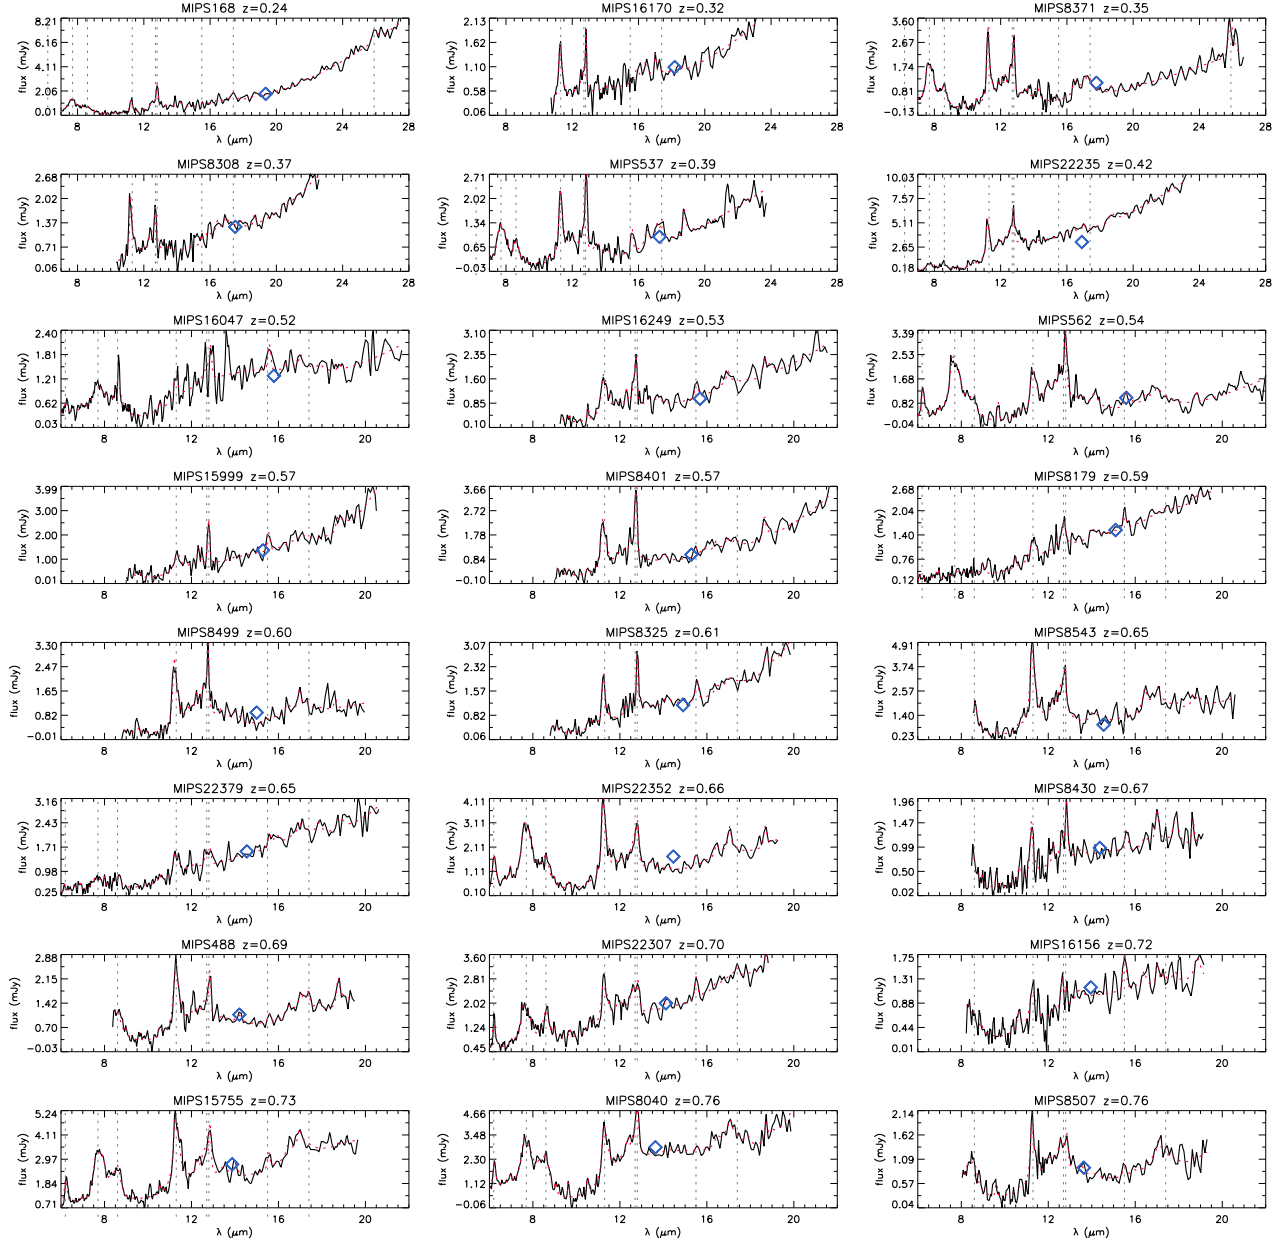 MIPS168 z=0.24
8.21
6.16
4.11
2.06
0.01
flux (mJy)
8 12 16 20 24 28
λ (μm)
MIPS16170 z=0.32
2.13
1.62
1.10
0.58
0.06
flux (mJy)
8 12 16 20 24 28
λ (μm)
MIPS8371 z=0.35
3.60
2.67
1.74
0.81
−0.13
flux (mJy)
8 12 16 20 24 28
λ (μm)
MIPS8308 z=0.37
2.68
2.02
1.37
0.71
0.06
flux (mJy)
8 12 16 20 24 28
λ (μm)
MIPS537 z=0.39
2.71
2.02
1.34
0.65
−0.03
flux (mJy)
8 12 16 20 24 28
λ (μm)
MIPS22235 z=0.42
10.03
7.57
5.11
2.65
0.18
flux (mJy)
8 12 16 20 24 28
λ (μm)
MIPS16047 z=0.52
2.40
1.81
1.21
0.62
0.03
flux (mJy)
8 12 16 20
λ (μm)
MIPS16249 z=0.53
3.10
2.35
1.60
0.85
0.10
flux (mJy)
8 12 16 20
λ (μm)
MIPS562 z=0.54
3.39
2.53
1.68
0.82
−0.04
flux (mJy)
8 12 16 20
λ (μm)
MIPS15999 z=0.57
3.99
3.00
2.00
1.00
0.01
flux (mJy)
8 12 16 20
λ (μm)
MIPS8401 z=0.57
3.66
2.72
1.78
0.84
−0.10
flux (mJy)
8 12 16 20
λ (μm)
MIPS8179 z=0.59
2.68
2.04
1.40
0.76
0.12
flux (mJy)
8 12 16 20
λ (μm)
MIPS8499 z=0.60
3.30
2.47
1.65
0.82
−0.01
flux (mJy)
8 12 16 20
λ (μm)
MIPS8325 z=0.61
3.07
2.32
1.57
0.82
0.06
flux (mJy)
8 12 16 20
λ (μm)
MIPS8543 z=0.65
4.91
3.74
2.57
1.40
0.23
flux (mJy)
8 12 16 20
λ (μm)
MIPS22379 z=0.65
3.16
2.43
1.71
0.98
0.25
flux (mJy)
8 12 16 20
λ (μm)
MIPS22352 z=0.66
4.11
3.11
2.11
1.11
0.10
flux (mJy)
8 12 16 20
λ (μm)
MIPS8430 z=0.67
1.96
1.47
0.99
0.50
0.02
flux (mJy)
8 12 16 20
λ (μm)
MIPS488 z=0.69
2.88
2.15
1.42
0.70
−0.03
flux (mJy)
8 12 16 20
λ (μm)
MIPS22307 z=0.70
3.60
2.81
2.02
1.24
0.45
flux (mJy)
8 12 16 20
λ (μm)
MIPS16156 z=0.72
1.75
1.31
0.88
0.44
0.01
flux (mJy)
8 12 16 20
λ (μm)
MIPS15755 z=0.73
5.24
4.11
2.97
1.84
0.71
flux (mJy)
8 12 16 20
λ (μm)
MIPS8040 z=0.76
4.66
3.48
2.30
1.12
−0.06
flux (mJy)
8 12 16 20
λ (μm)
MIPS8507 z=0.76
2.14
1.62
1.09
0.57
0.04
flux (mJy)
8 12 16 20
λ (μm)